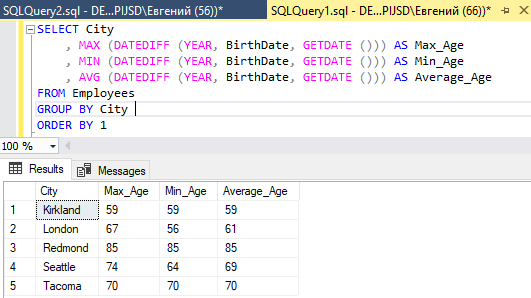 SQLQuery2.sql - DE...PIJSD\Евгений (56))* SQLQuery1.sql - DE...PIJSD\Евгений (55))*
SELECT City
, MAX (DATEDIFF (YEAR, BirthDate, GETDATE ())) AS Max_Age
, MIN (DATEDIFF (YEAR, BirthDate, GETDATE ())) AS Min_Age
, AVG (DATEDIFF (YEAR, BirthDate, GETDATE ())) AS Average_Age
FROM Employees
GROUP BY City
ORDER BY 1
100 %
Results Messages
City Max_Age Min_Age Average_Age
1 Kirkland 59 59 59
2 London 67 56 61
3 Redmond 85 85 85
4 Seattle 74 64 69
5 Tacoma 70 70 70